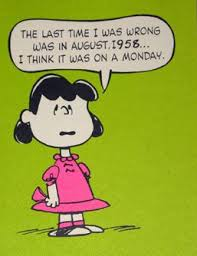 THE LAST TIME I WAS WRONG
WAS IN AUGUST, 1958...
I THINK IT WAS ON A MONDAY.